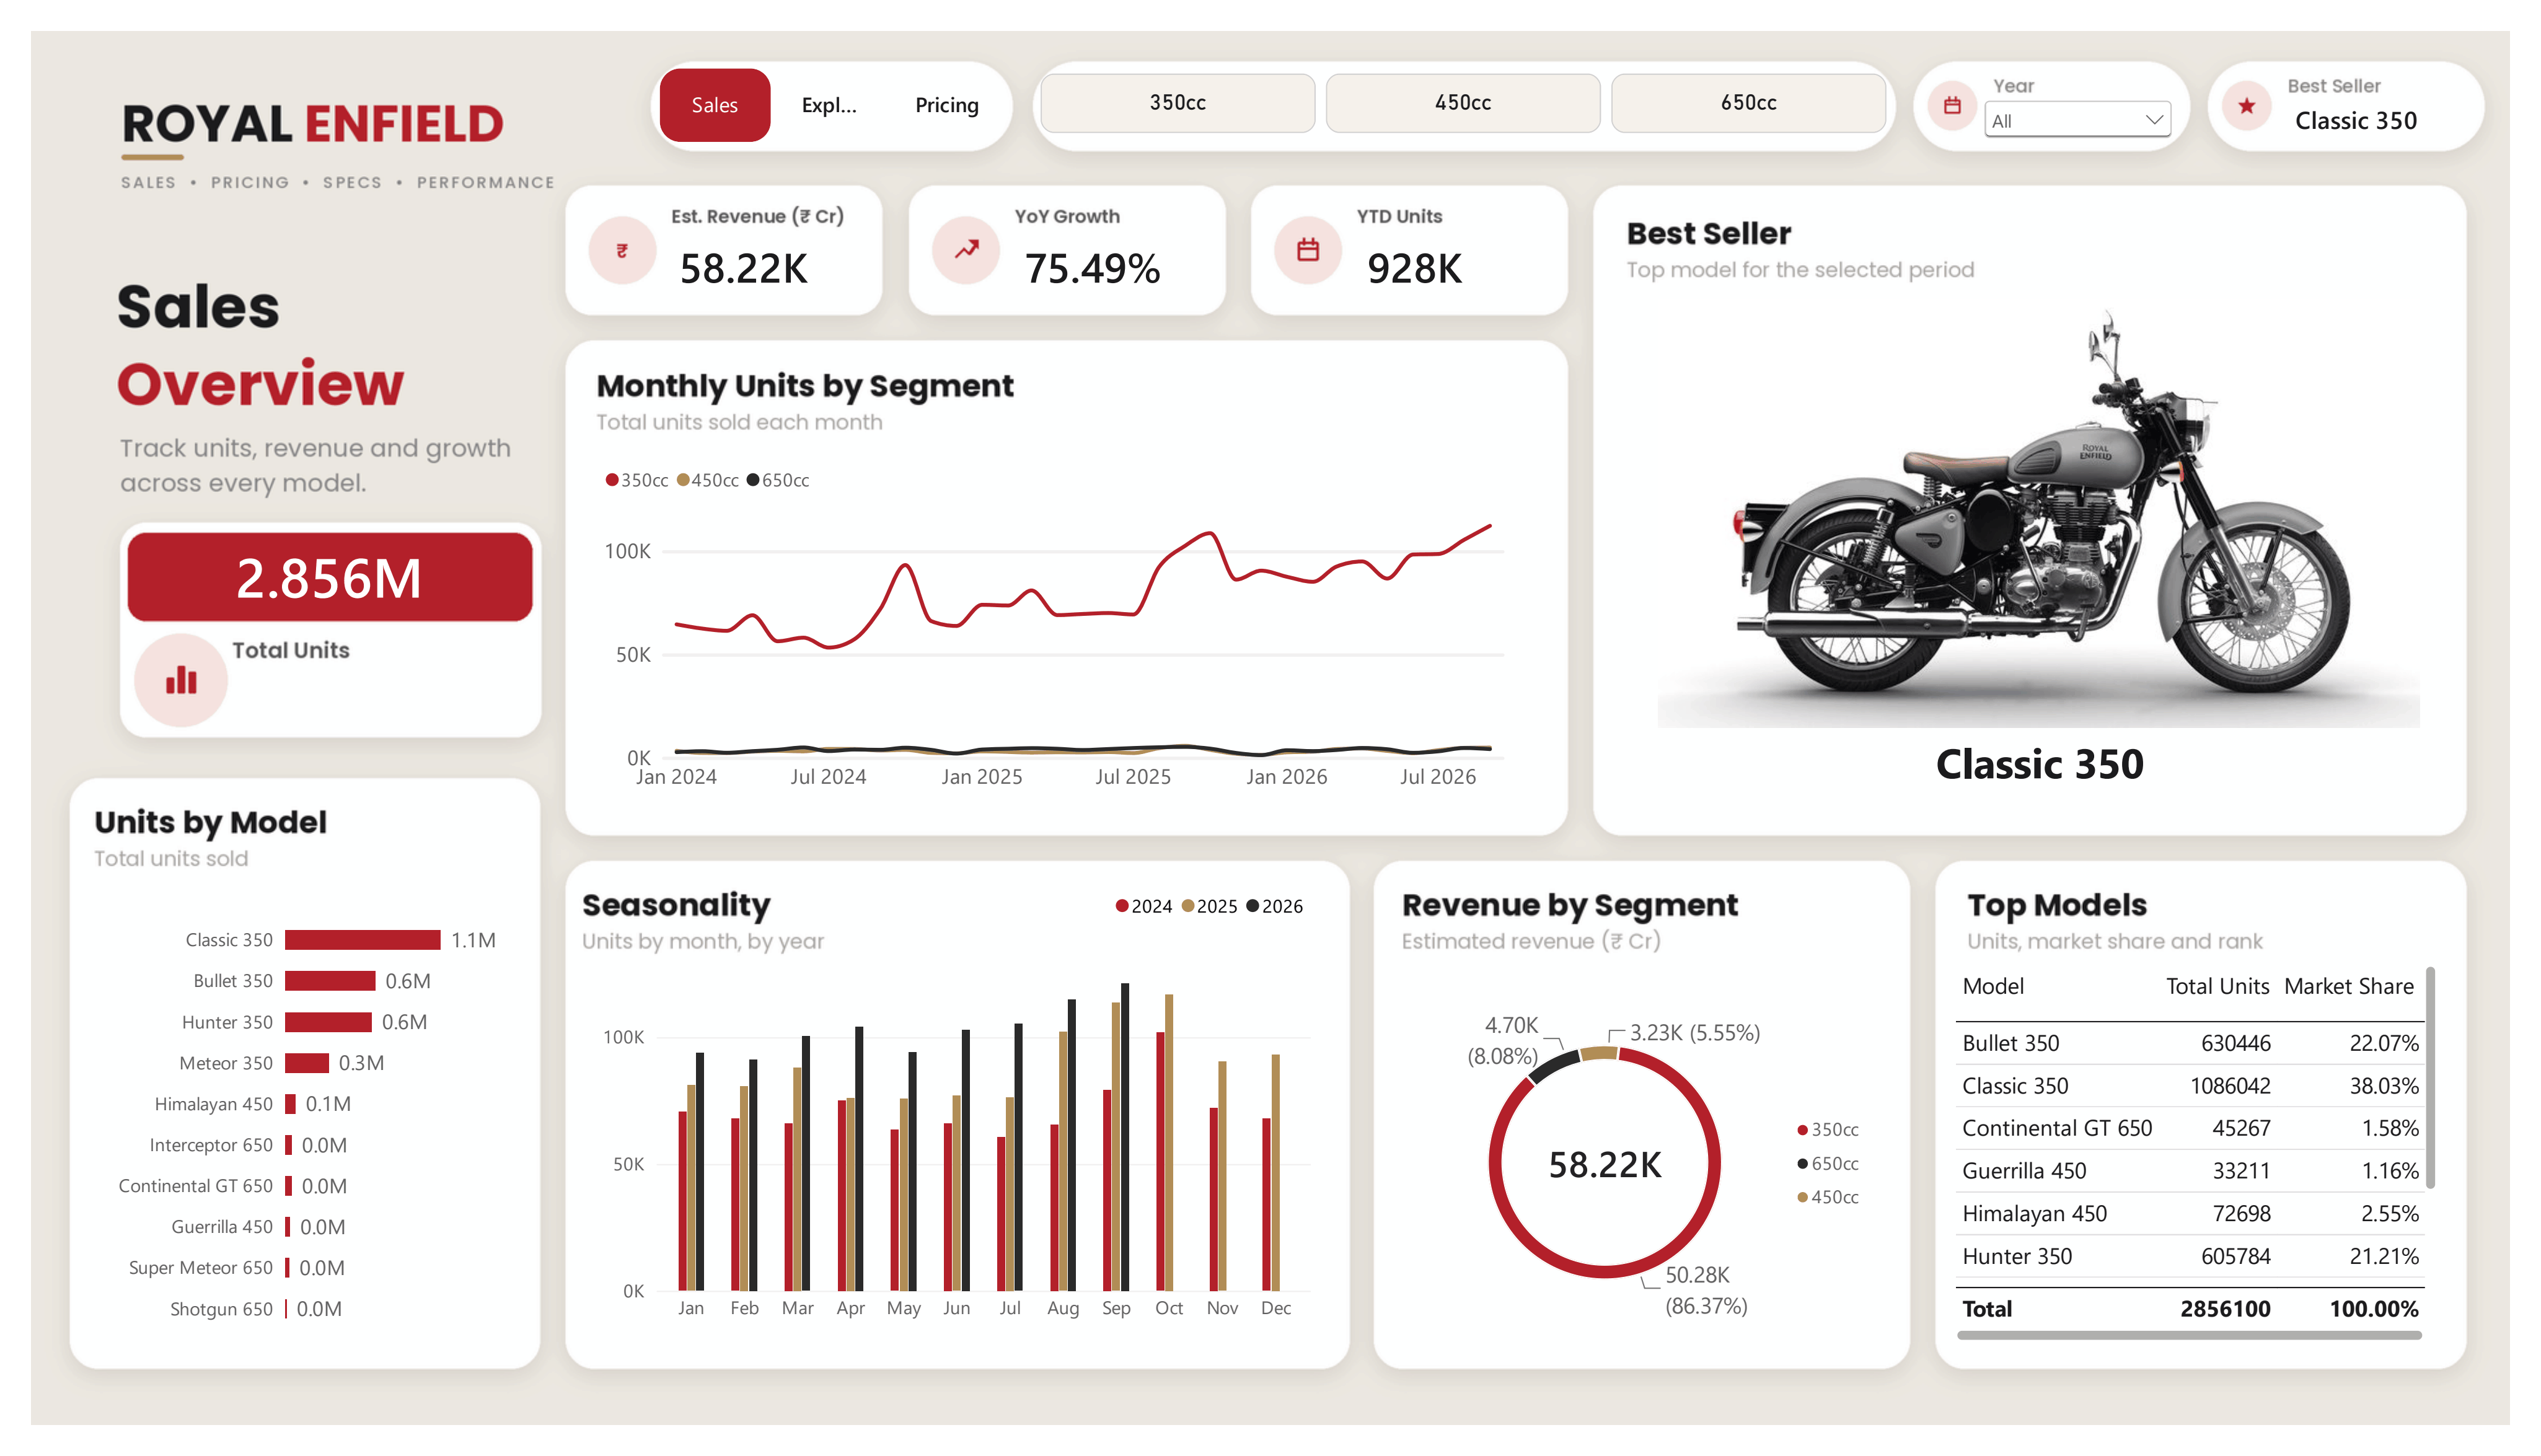 ROYAL ENFIELD
SALES • PRICING • SPECS • PERFORMANCE
Sales Expl... Pricing
350cc 450cc 650cc
Year
All
Best Seller
Classic 350
Sales
Overview
Track units, revenue and growth
across every model.
2.856M
Total Units
Est. Revenue (₹ Cr)
58.22K
YoY Growth
75.49%
YTD Units
928K
Monthly Units by Segment
Total units sold each month
350cc 450cc 650cc
100K
50K
0K
Jan 2024 Jul 2024 Jan 2025 Jul 2025 Jan 2026 Jul 2026
Best Seller
Top model for the selected period
ROYAL
ENFIELD
Classic 350
Units by Model
Total units sold
Classic 350 1.1M
Bullet 350 0.6M
Hunter 350 0.6M
Meteor 350 0.3M
Himalayan 450 0.1M
Interceptor 650 0.0M
Continental GT 650 0.0M
Guerrilla 450 0.0M
Super Meteor 650 0.0M
Shotgun 650 0.0M
Seasonality
Units by month, by year
2024 2025 2026
100K
50K
0K
Jan Feb Mar Apr May Jun Jul Aug Sep Oct Nov Dec
Revenue by Segment
Estimated revenue (₹ Cr)
4.70K
(8.08%)
3.23K (5.55%)
58.22K
350cc
650cc
450cc
50.28K
(86.37%)
Top Models
Units, market share and rank
Model Total Units Market Share
Bullet 350 630446 22.07%
Classic 350 1086042 38.03%
Continental GT 650 45267 1.58%
Guerrilla 450 33211 1.16%
Himalayan 450 72698 2.55%
Hunter 350 605784 21.21%
Total 2856100 100.00%